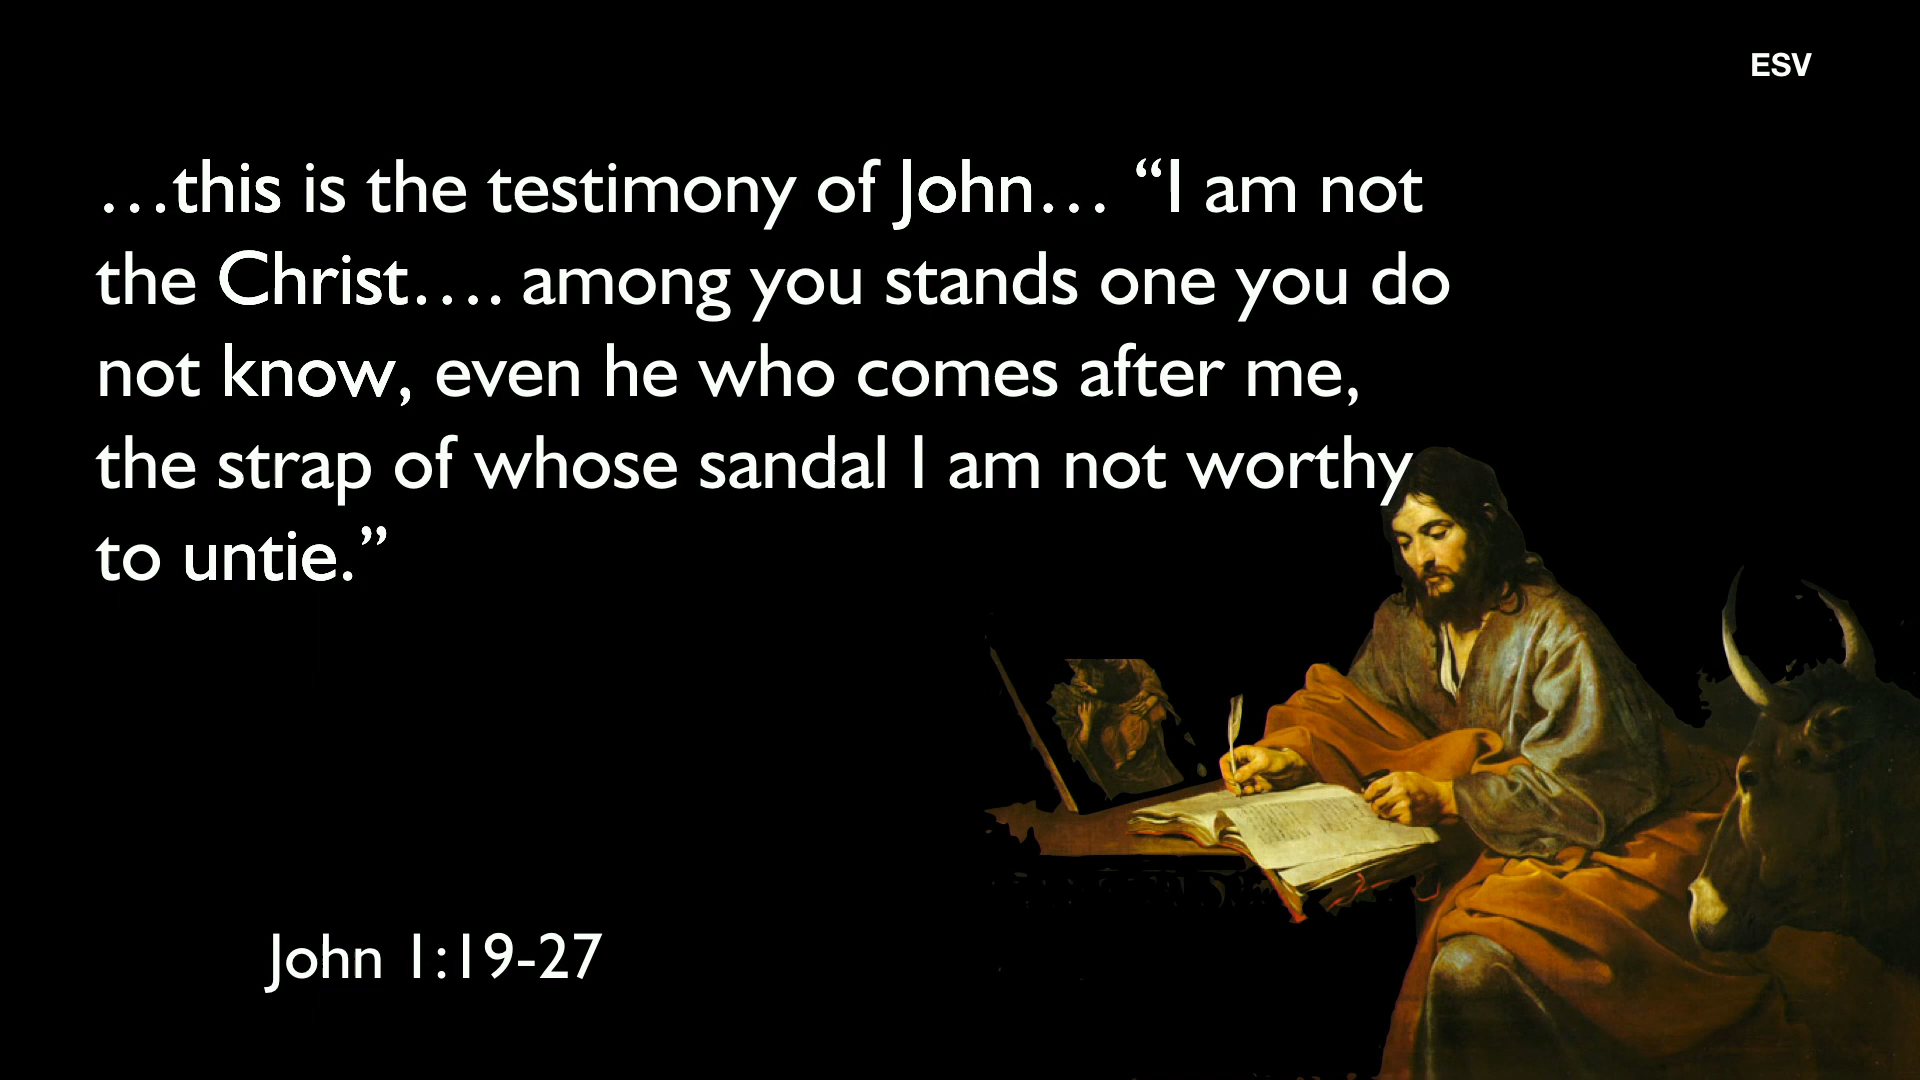 ESV
…this is the testimony of John… “I am not
the Christ…. among you stands one you do
not know, even he who comes after me,
the strap of whose sandal I am not worthy
to untie.”
John 1:19-27